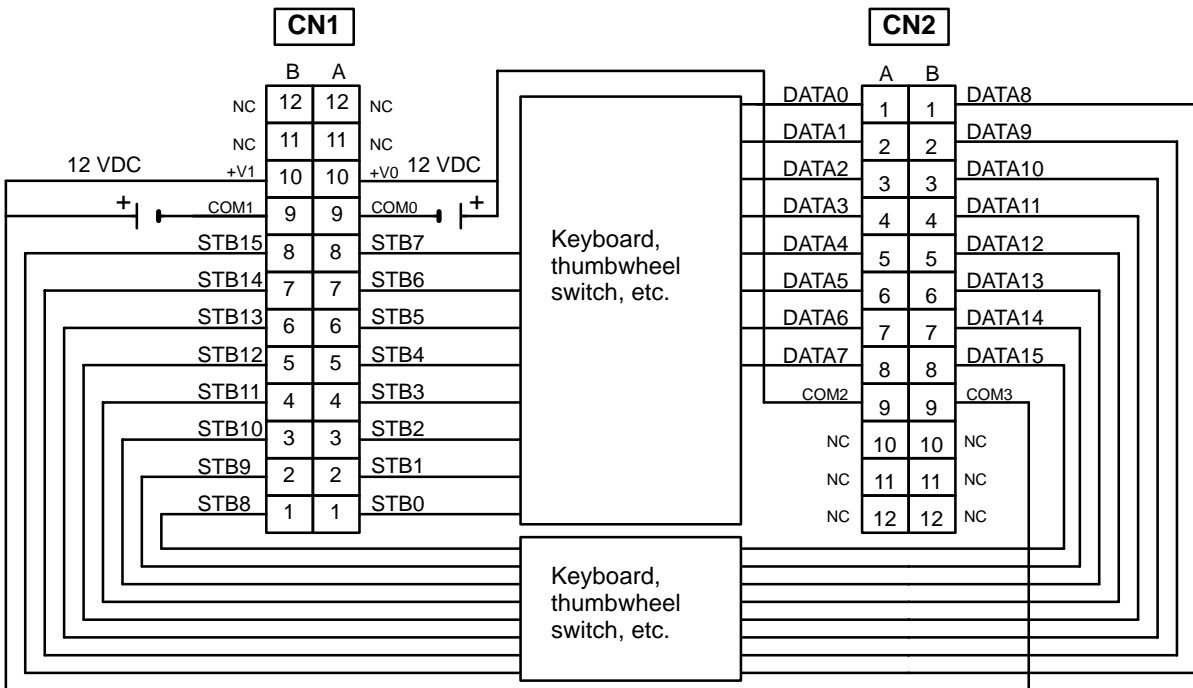 CN1 CN2
B A A B
NC 12 12 NC DATA0 1 1 DATA8
NC 11 11 NC DATA1 2 2 DATA9
12 VDC +V1 10 10 +V0 12 VDC DATA2 3 3 DATA10
+ COM1 9 9 COM0 + DATA3 4 4 DATA11
STB15 8 8 STB7 DATA4 5 5 DATA12
STB14 7 7 STB6 DATA5 6 6 DATA13
STB13 6 6 STB5 DATA6 7 7 DATA14
STB12 5 5 STB4 DATA7 8 8 DATA15
STB11 4 4 STB3 COM2 9 9 COM3
STB10 3 3 STB2 NC 10 10 NC
STB9 2 2 STB1 NC 11 11 NC
STB8 1 1 STB0 NC 12 12 NC
Keyboard,
thumbwheel
switch, etc.
Keyboard,
thumbwheel
switch, etc.